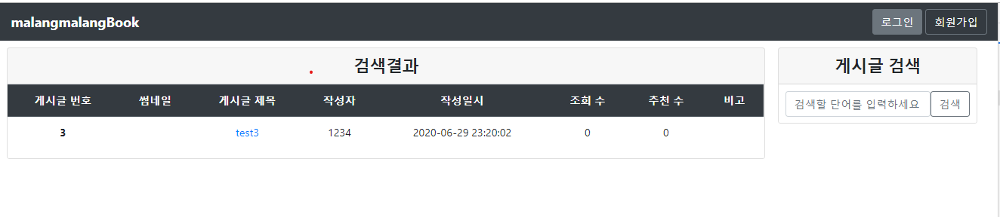 malangmalangBook 로그인 회원가입
검색결과
게시글 번호 썸네일 게시글 제목 작성자 작성일시 조회 수 추천 수 비고
3 test3 1234 2020-06-29 23:20:02 0 0
게시글 검색
검색할 단어를 입력하세요 검색